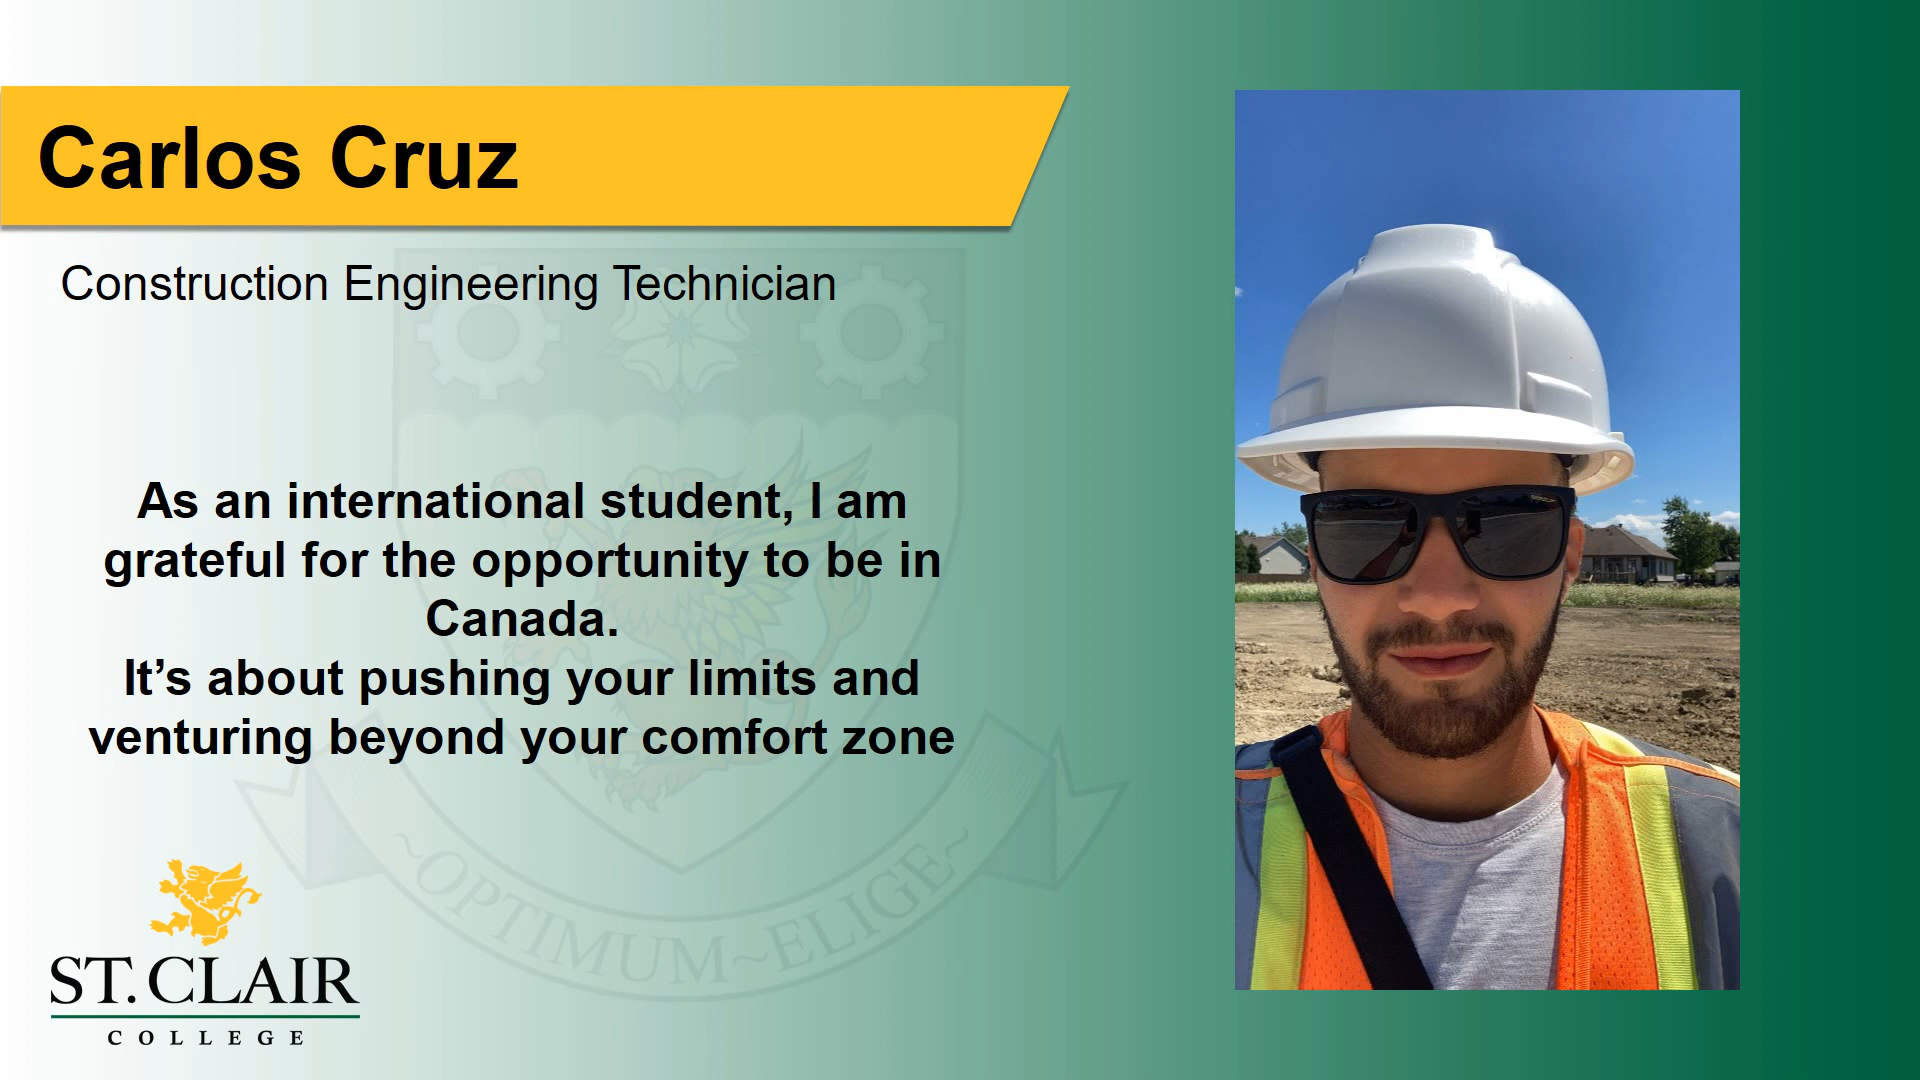 Carlos Cruz
Construction Engineering Technician
As an international student, I am
grateful for the opportunity to be in
Canada.
It’s about pushing your limits and
venturing beyond your comfort zone
~OPTIMUM~ELIGE~
ST. CLAIR
COLLEGE